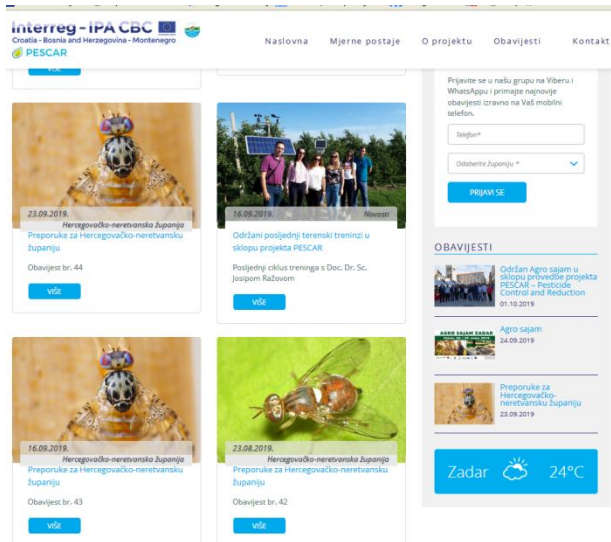 Interreg - IPA CBC
Croatia - Bosnia and Herzegovina - Montenegro
PESCAR
Naslovna Mjerne postaje O projektu Obavijesti Kontakt
VIŠE
23.09.2019.
Hercegovačko-neretvanska županija
Preporuke za Hercegovačko-neretvansku
županiju
Obavijest br. 44
VIŠE
16.09.2019. Novosti
Održani posljednji terenski treninzi u
sklopu projekta PESCAR
Posljednji ciklus treninga s Doc. Dr. Sc.
Josipom Ražovom
VIŠE
16.09.2019.
Hercegovačko-neretvanska županija
Preporuke za Hercegovačko-neretvansku
županiju
Obavijest br. 43
VIŠE
23.08.2019.
Hercegovačko-neretvanska županija
Preporuke za Hercegovačko-neretvansku
županiju
Obavijest br. 42
VIŠE
Prijavite se u našu grupu na Viberu i
WhatsAppu i primajte najnovije
obavijesti izravno na Vaš mobilni
telefon.
Telefon*
Odaberite županiju *
PRIJAVI SE
OBAVIJESTI
Održan Agro sajam u
sklopu provedbe projekta
PESCAR – Pesticide
Control and Reduction
01.10.2019
AGRO SAJAM ZADAR
Agro sajam
24.09.2019
Preporuke za
Hercegovačko-
neretvansku županiju
23.09.2019
Zadar 24°C